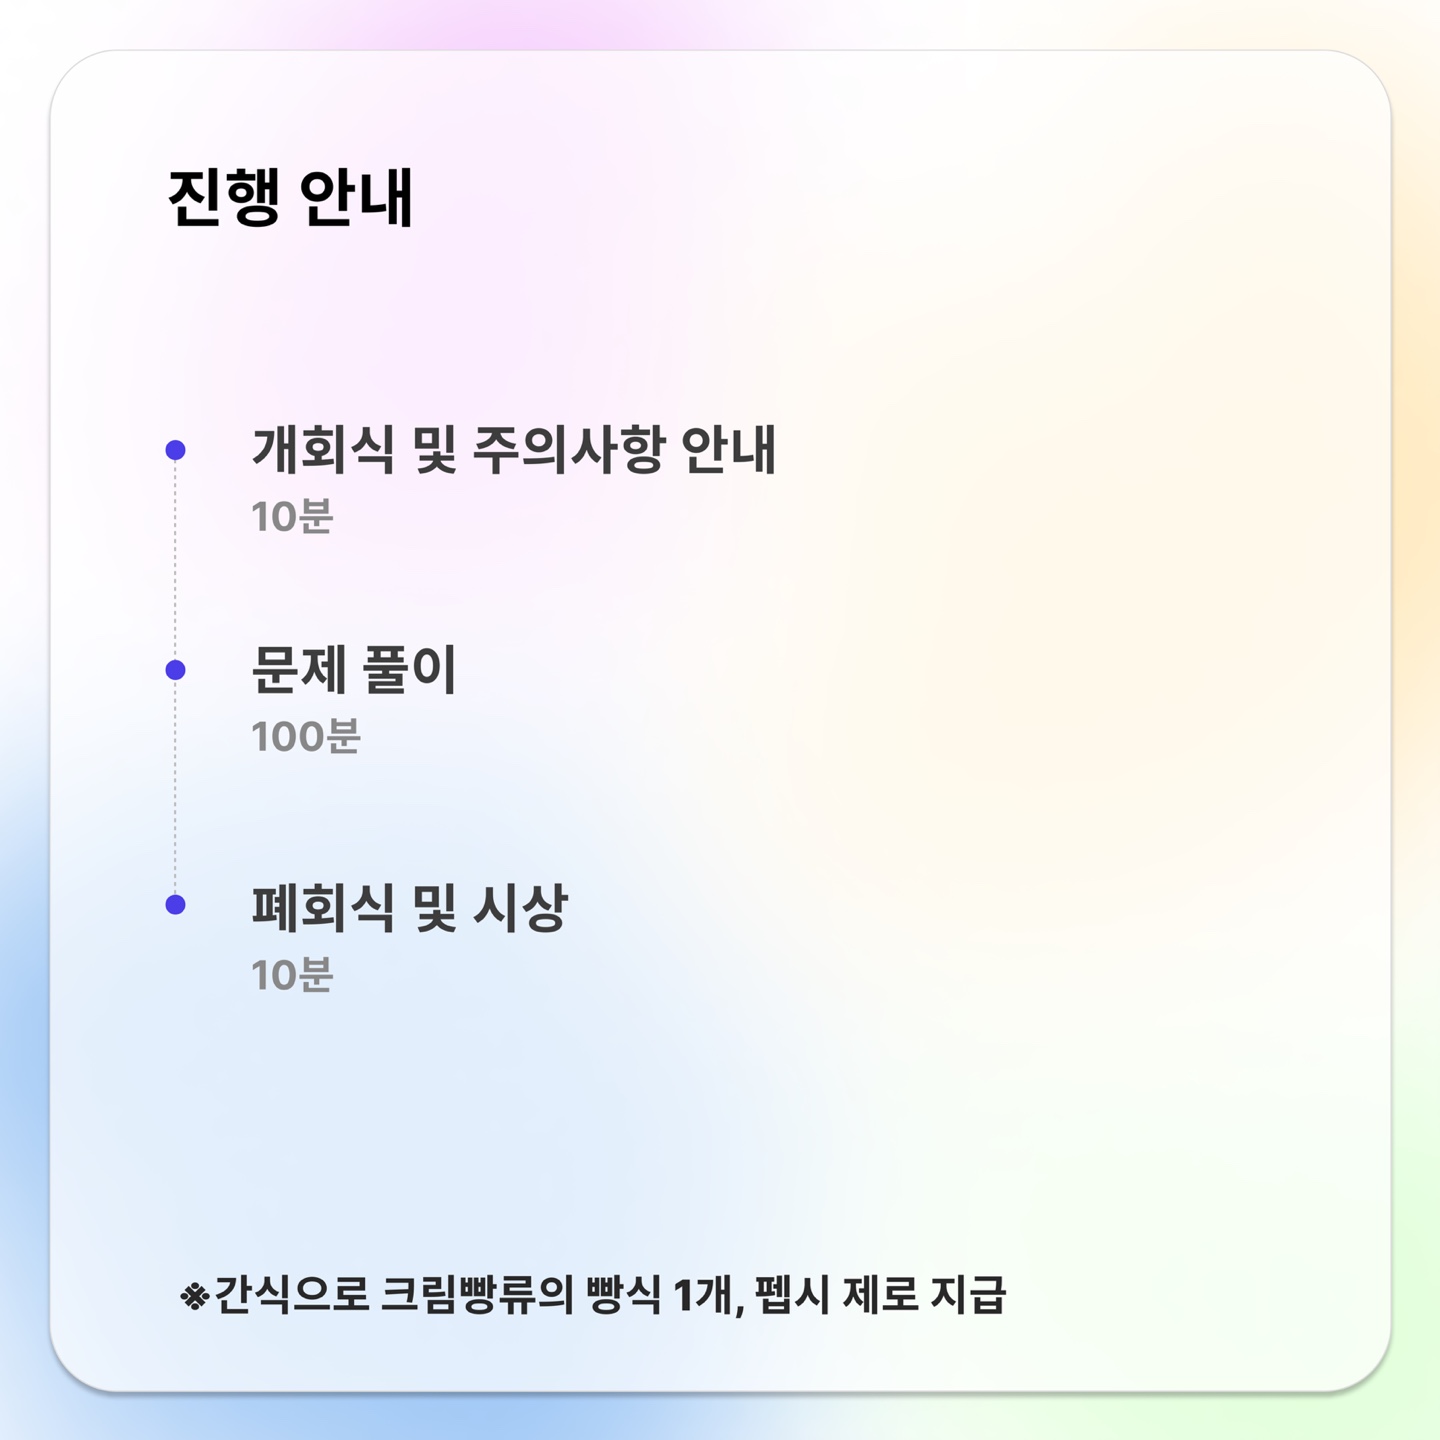 진행 안내
개회식 및 주의사항 안내
10분
문제 풀이
100분
폐회식 및 시상
10분
※간식으로 크림빵류의 빵식 1개, 펩시 제로 지급